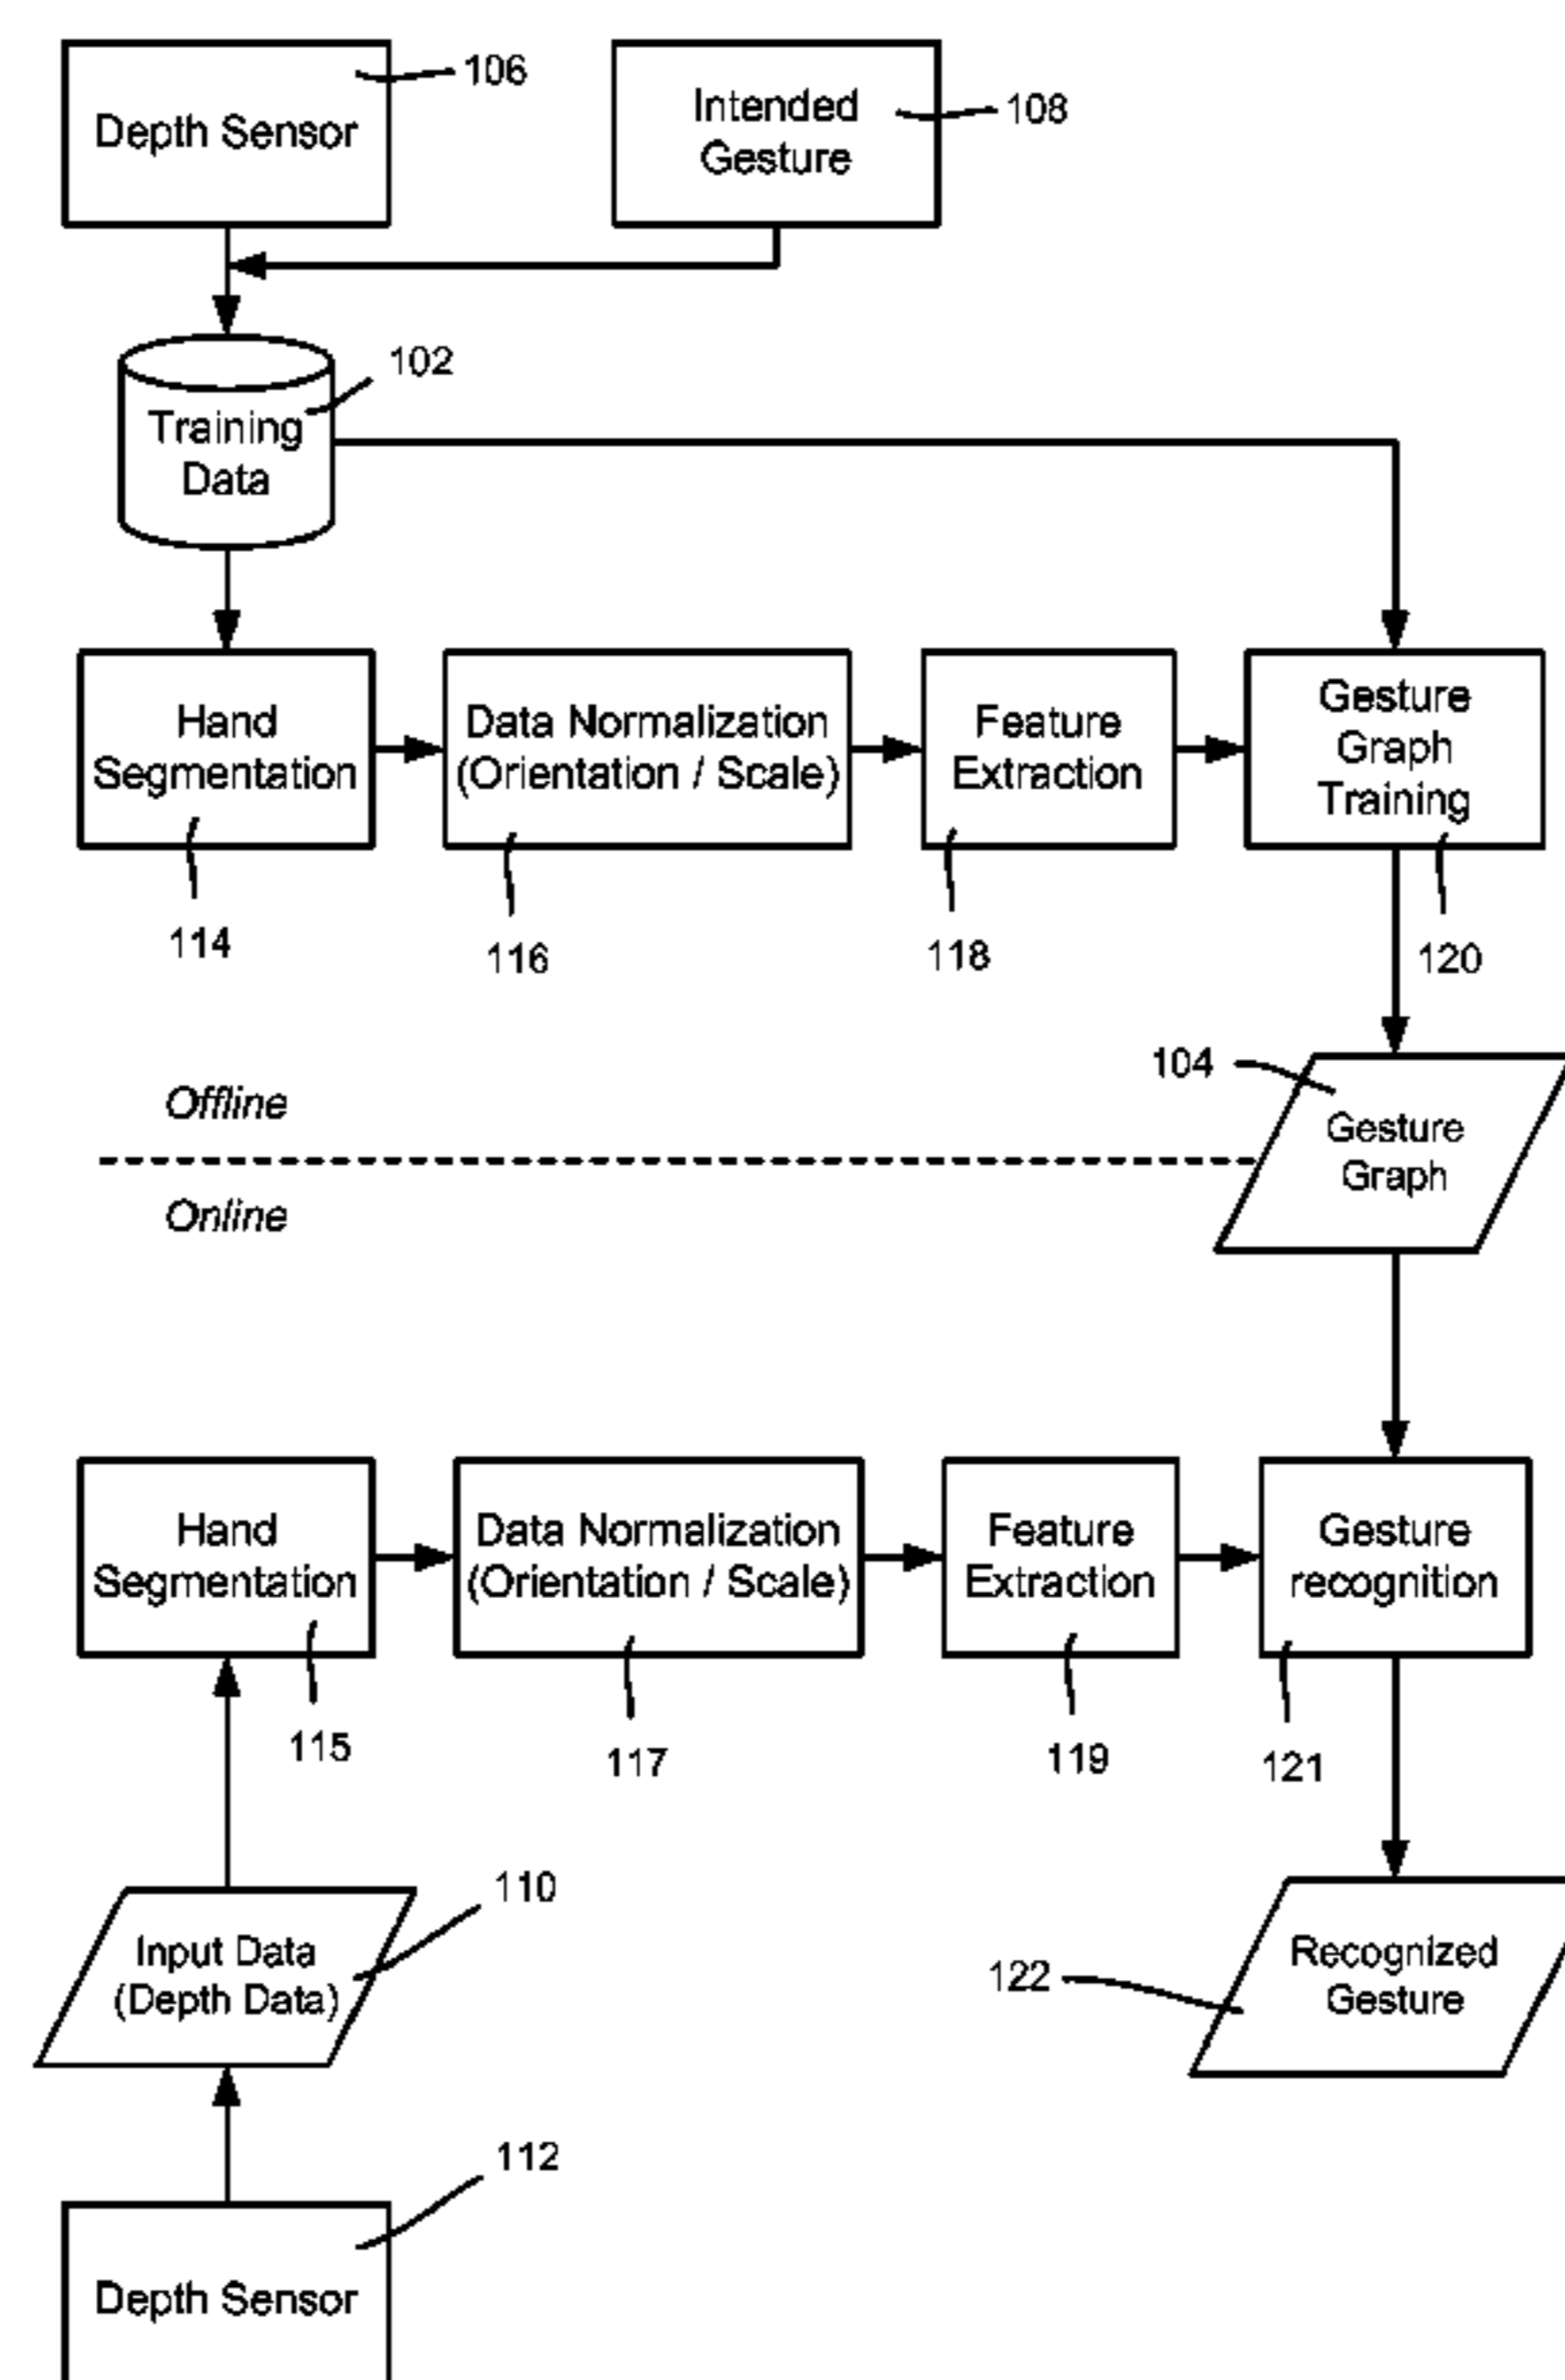 Depth Sensor
106
Intended
Gesture
108
Training
Data
102
Hand
Segmentation
114
Data Normalization
(Orientation / Scale)
116
Feature
Extraction
118
Gesture
Graph
Training
120
Offline
Online
104
Gesture
Graph
Hand
Segmentation
115
Data Normalization
(Orientation / Scale)
117
Feature
Extraction
119
Gesture
recognition
121
Input Data
(Depth Data)
110
122
Recognized
Gesture
112
Depth Sensor